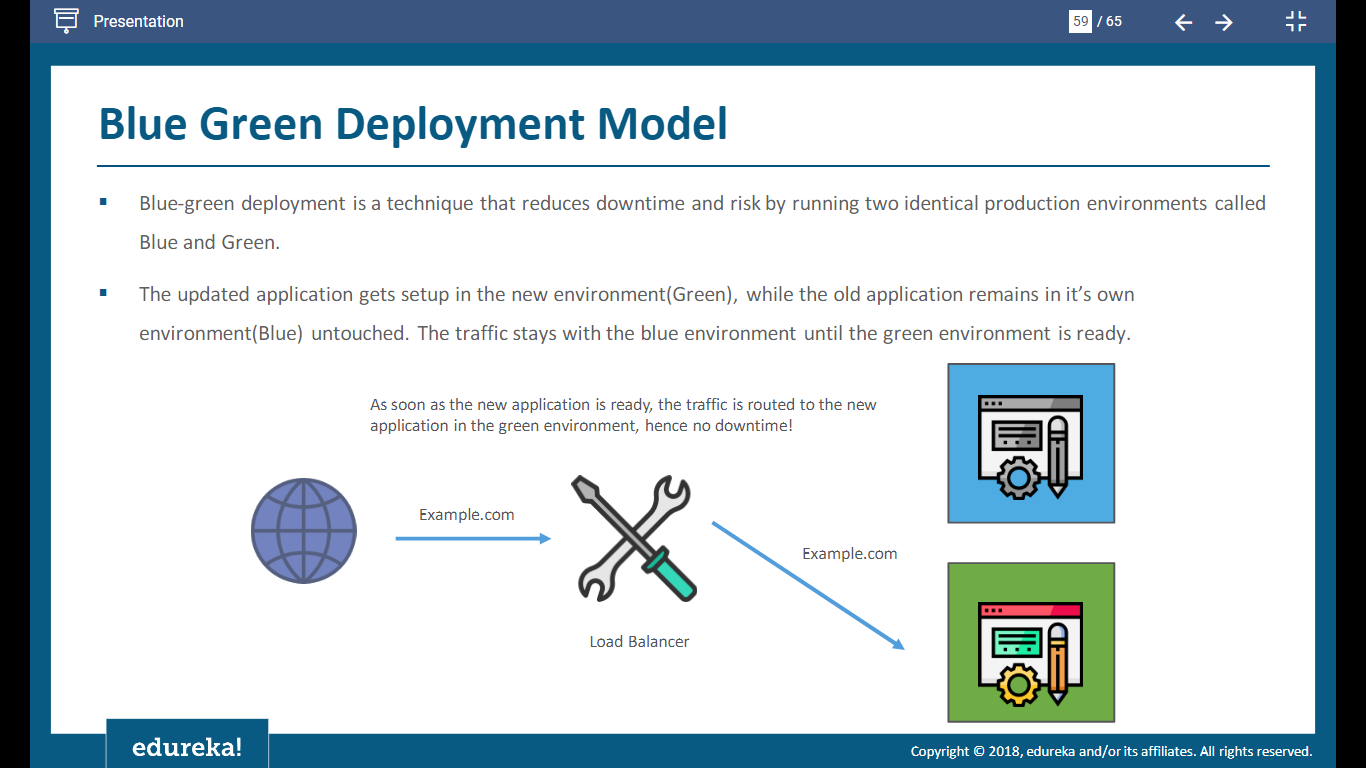 Presentation
59 / 65
Blue Green Deployment Model
▪ Blue-green deployment is a technique that reduces downtime and risk by running two identical production environments called
Blue and Green.
▪ The updated application gets setup in the new environment(Green), while the old application remains in it’s own
environment(Blue) untouched. The traffic stays with the blue environment until the green environment is ready.
As soon as the new application is ready, the traffic is routed to the new
application in the green environment, hence no downtime!
Example.com
Example.com
Load Balancer
edureka!
Copyright © 2018, edureka and/or its affiliates. All rights reserved.